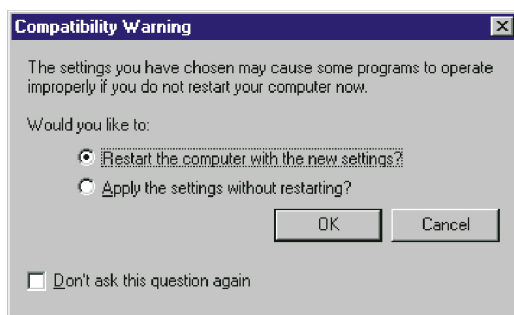 Compatibility Warning
The settings you have chosen may cause some programs to operate
improperly if you do not restart your computer now.
Would you like to:
Restart the computer with the new settings?
Apply the settings without restarting?
OK Cancel
Don't ask this question again